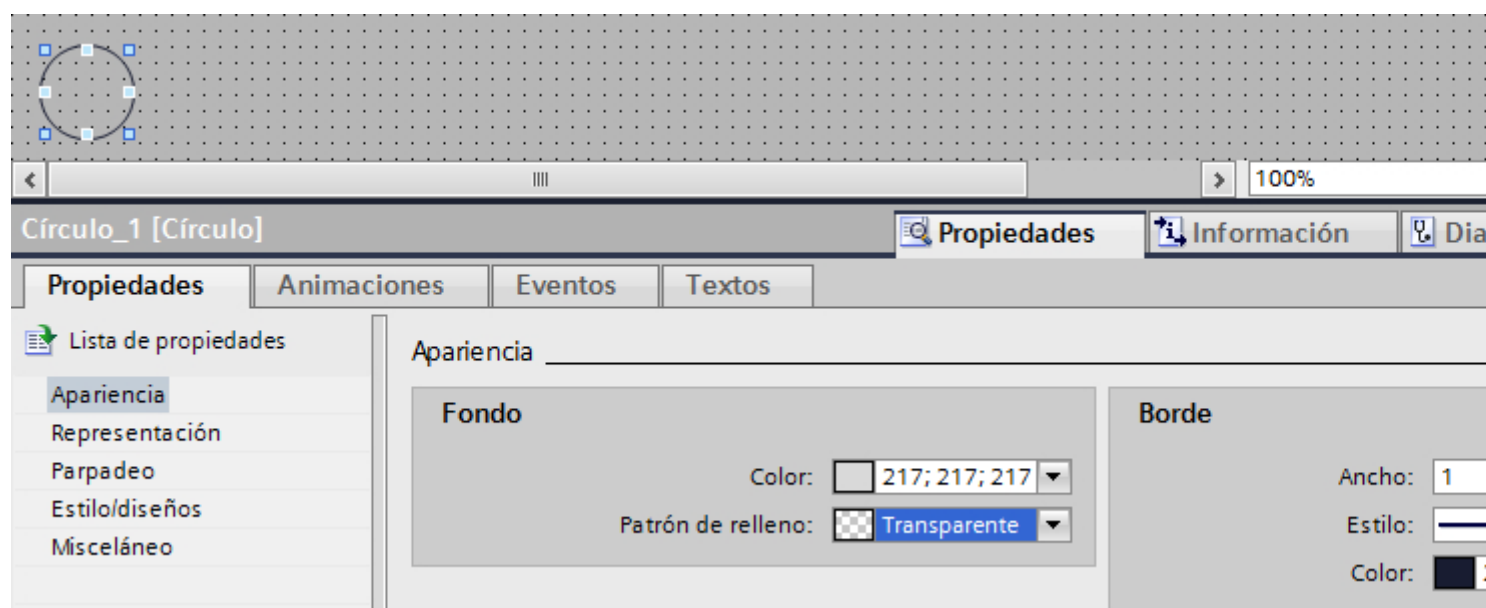 100%
Círculo_1 [Círculo]
Propiedades
Información
Dia
Propiedades
Animaciones
Eventos
Textos
Lista de propiedades
Apariencia
Apariencia
Representación
Parpadeo
Estilo/diseños
Misceláneo
Fondo
Color: 217; 217; 217
Patrón de relleno: Transparente
Borde
Ancho: 1
Estilo:
Color: